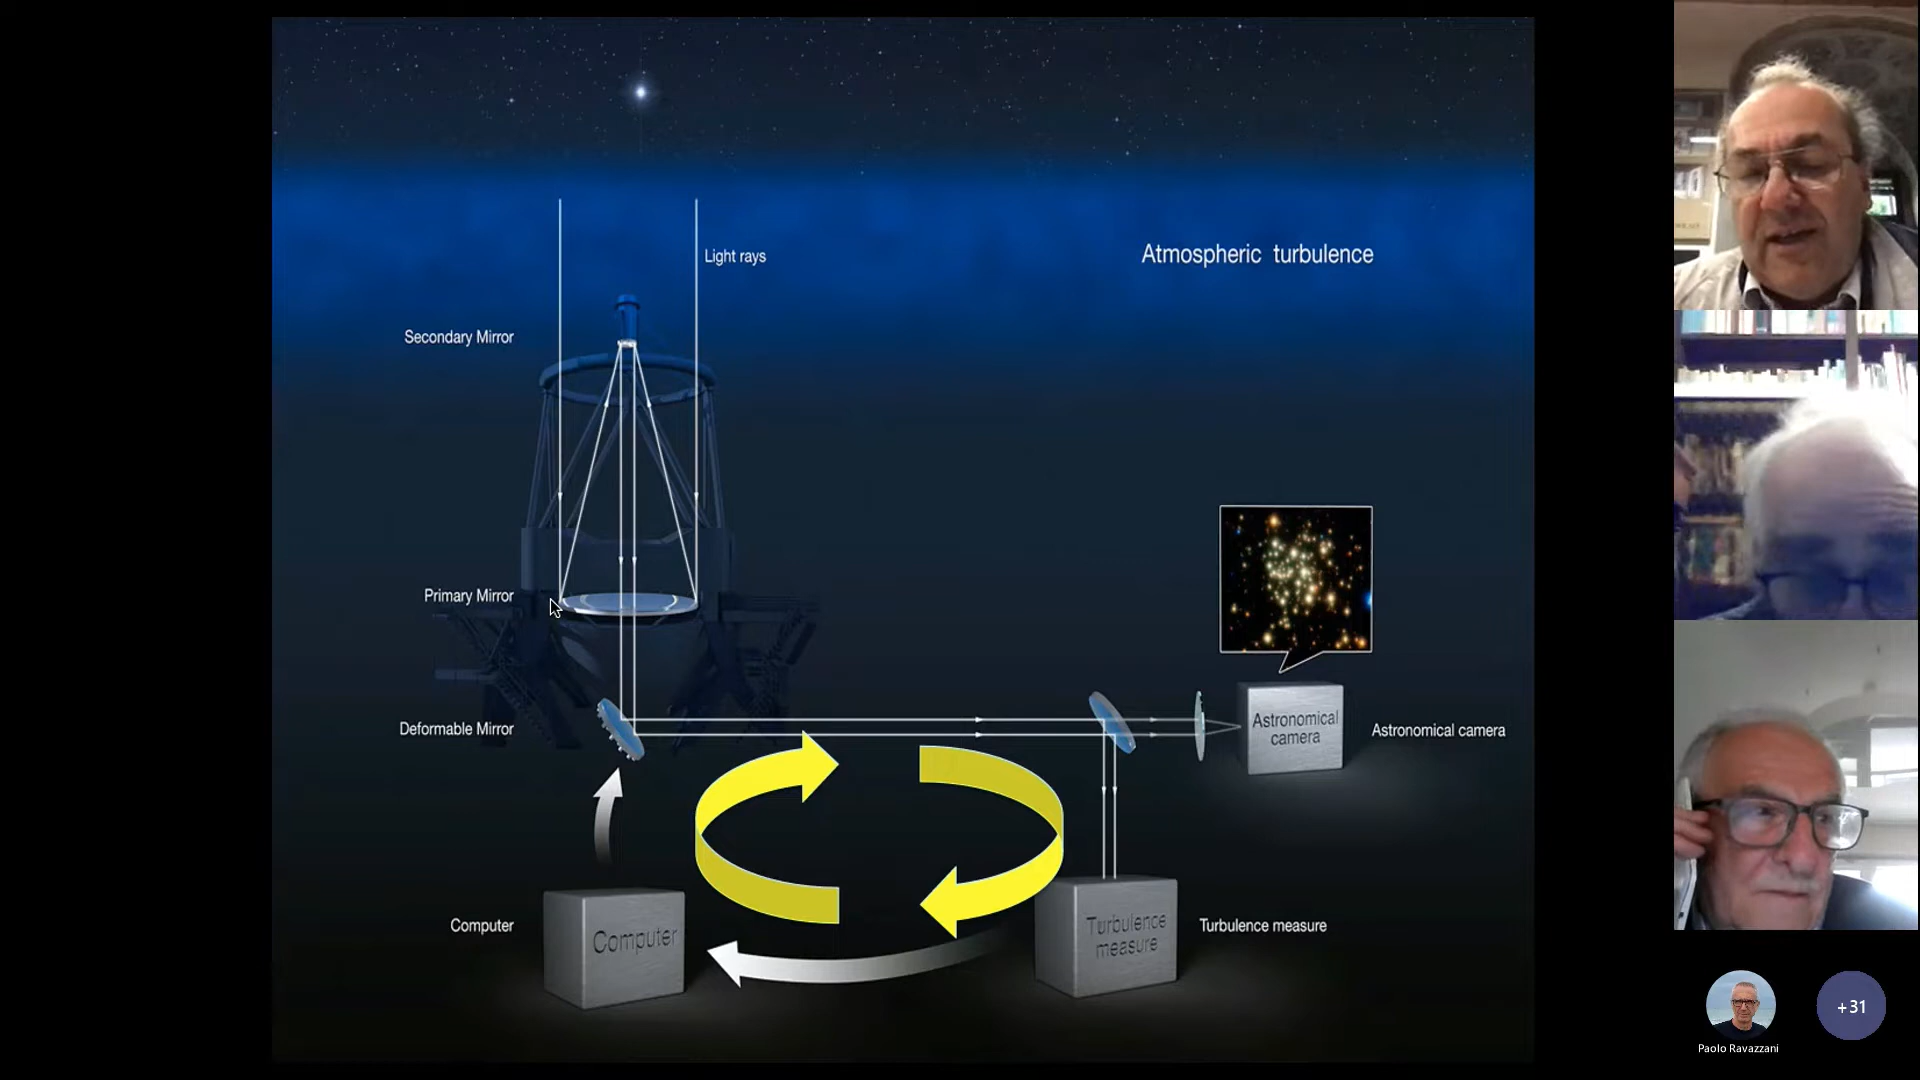 Light rays
Atmospheric turbulence
Secondary Mirror
Primary Mirror
Deformable Mirror
Astronomical
camera
Astronomical camera
Computer
Computer
Turbulence
measure
Turbulence measure
+31
Paolo Ravazzani